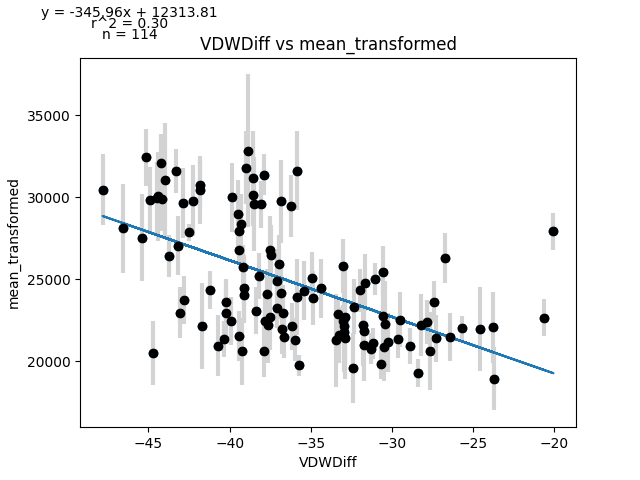 y = -345.96x + 12313.81
r^2 = 0.30
n = 114
VDWDiff vs mean_transformed
mean_transformed
35000
30000
25000
20000
−45 −40 −35 −30 −25 −20
VDWDiff